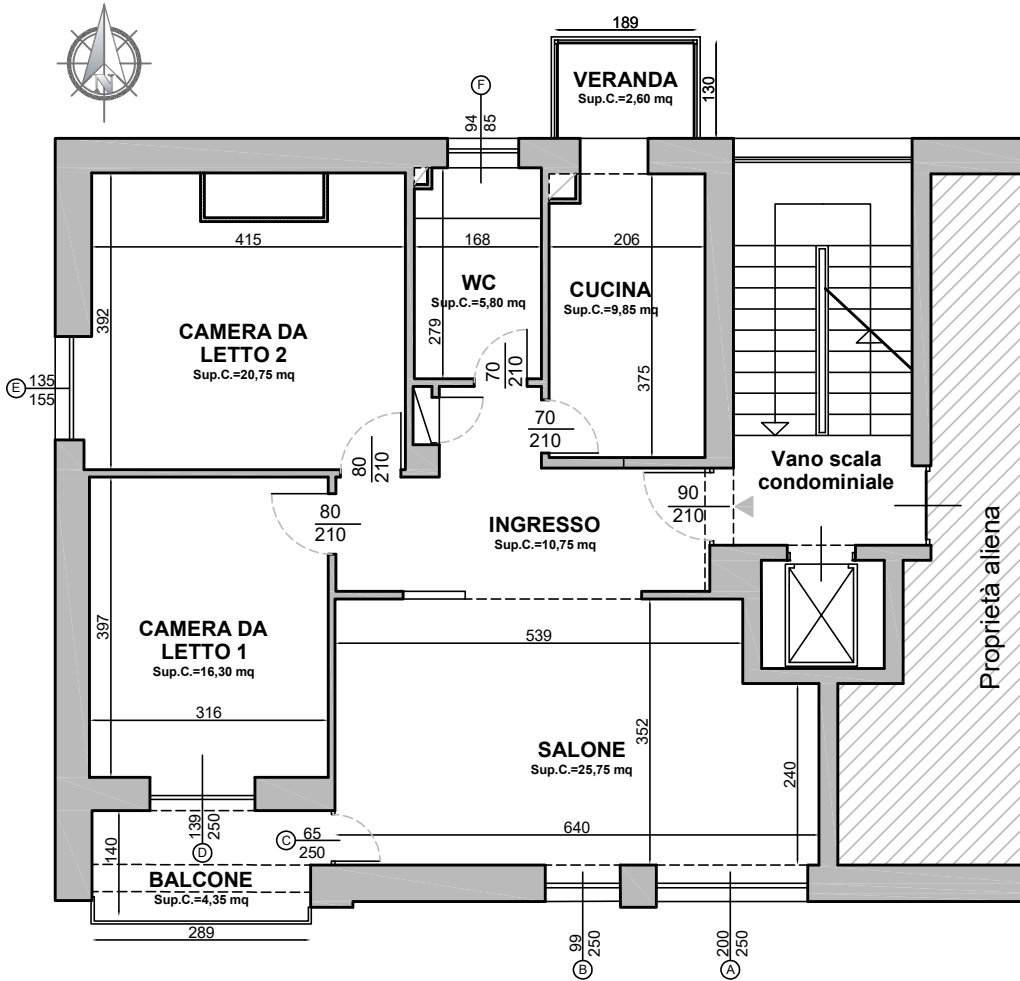 189
VERANDA
Sup.C.=2,60 mq
130
N
F
94
85
415
168
206
392
WC
Sup.C.=5,80 mq
279
CUCINA
Sup.C.=9,85 mq
375
CAMERA DA
LETTO 2
Sup.C.=20,75 mq
E
135
155
70
210
70
210
80
210
Vano scala
condominiale
90
210
80
210
INGRESSO
Sup.C.=10,75 mq
Proprietà aliena
397
CAMERA DA
LETTO 1
Sup.C.=16,30 mq
539
316
352
SALONE
Sup.C.=25,75 mq
240
139
250
D
C
65
250
640
140
BALCONE
Sup.C.=4,35 mq
289
99
250
B
200
250
A